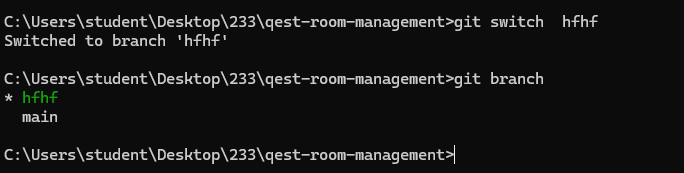 C:\Users\student\Desktop\233\qest-room-management>git switch  hfhf
Switched to branch 'hfhf'
C:\Users\student\Desktop\233\qest-room-management>git branch
* hfhf
  main
C:\Users\student\Desktop\233\qest-room-management>